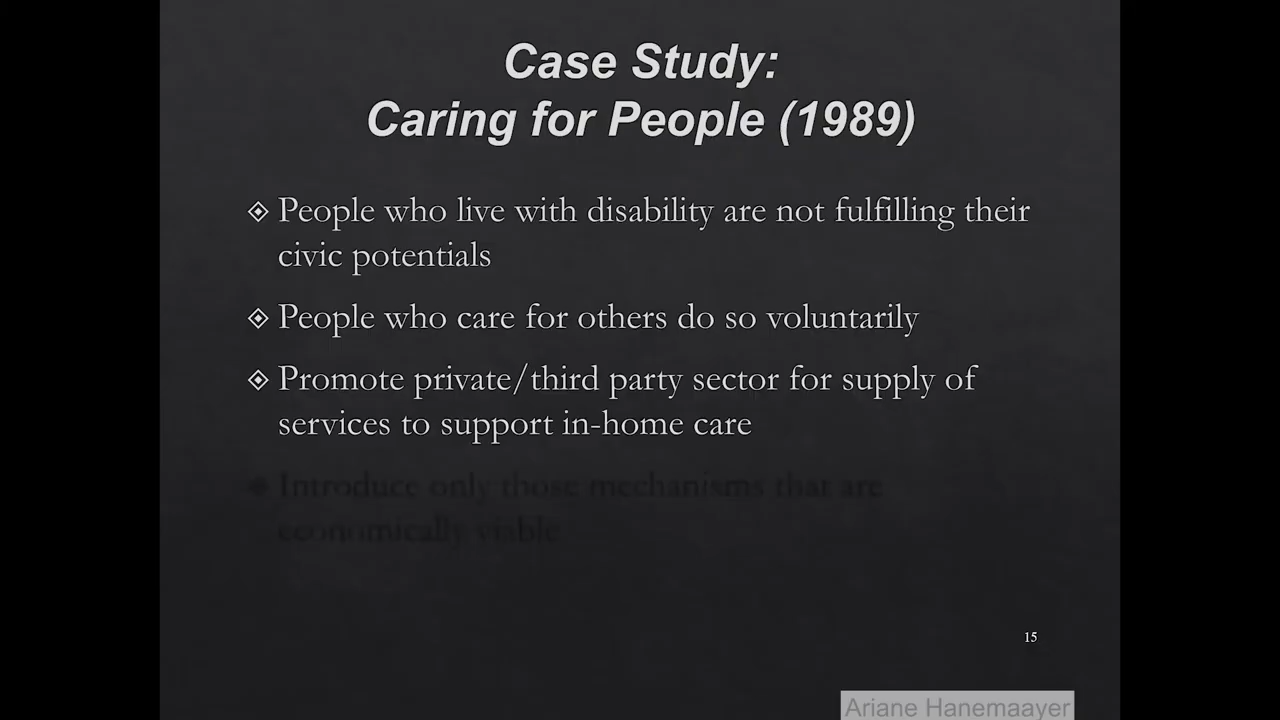 Case Study:
Caring for People (1989)
People who live with disability are not fulfilling their
civic potentials
People who care for others do so voluntarily
Promote private/third party sector for supply of
services to support in-home care
Introduce only those mechanisms that are
economically viable
15
Ariane Hanemaayer